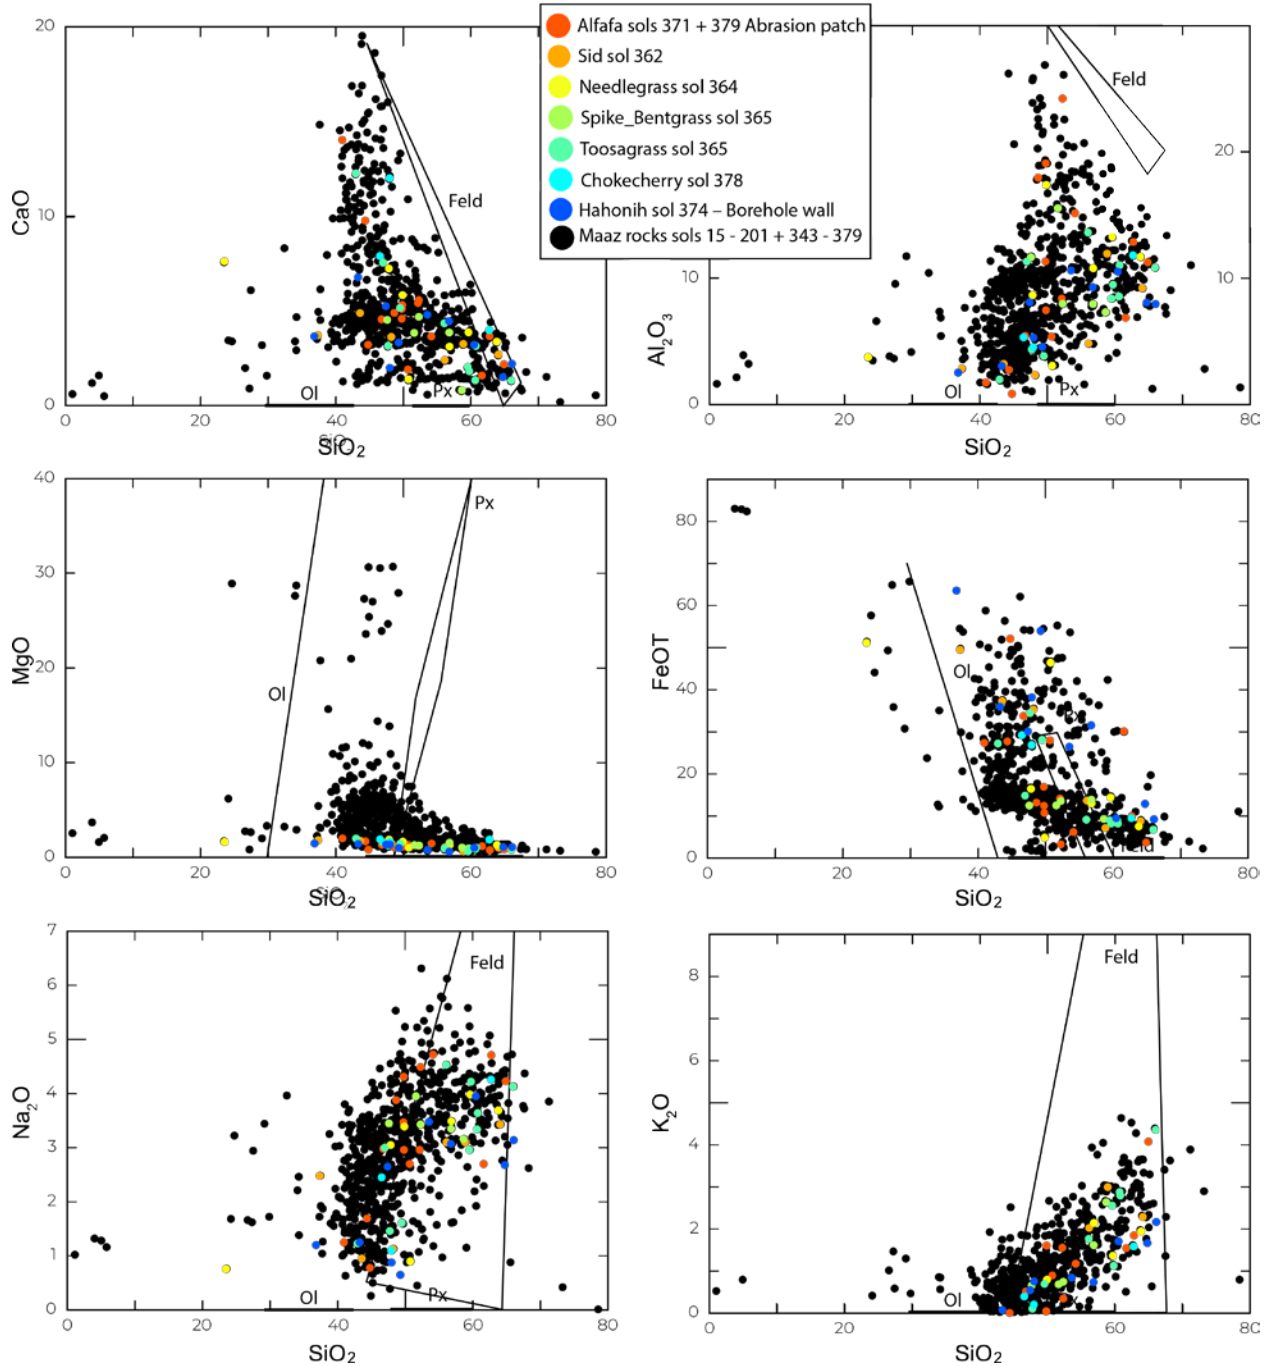 Alfafa sols 371 + 379 Abrasion patch
Sid sol 362
Needlegrass sol 364
Spike_Bentgrass sol 365
Toosagrass sol 365
Chokecherry sol 378
Hahonih sol 374 – Borehole wall
Maaz rocks sols 15 - 201 + 343 - 379
20
10
0
CaO
Feld
Ol
Px
0 20 40 60 80
SiO₂
SiO₂
20
10
0
Al₂O₃
Feld
20
10
Ol
Px
0 20 40 60 80
SiO₂
40
30
20
10
0
MgO
Ol
Px
0 20 40 60 80
SiO₂
SiO₂
80
60
40
20
0
FeOT
Ol
Px
Feld
0 20 40 60 80
SiO₂
7
6
5
4
3
2
1
0
Na₂O
Feld
Ol
Px
0 20 40 60 80
SiO₂
8
6
4
2
0
K₂O
Feld
Ol
Px
0 20 40 60 80
SiO₂